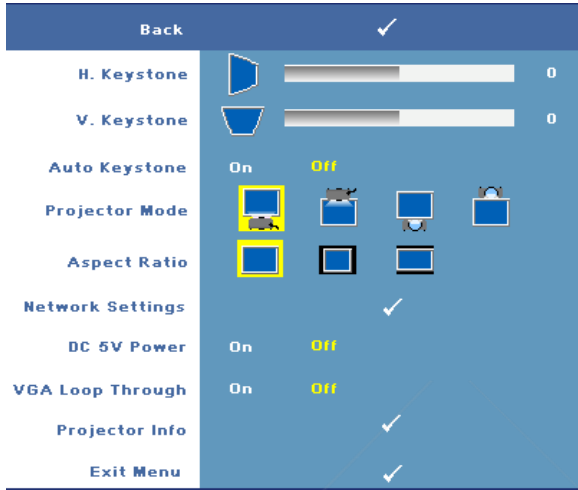 Back
H. Keystone 0
V. Keystone 0
Auto Keystone On Off
Projector Mode
Aspect Ratio
Network Settings
DC 5V Power On Off
VGA Loop Through On Off
Projector Info
Exit Menu